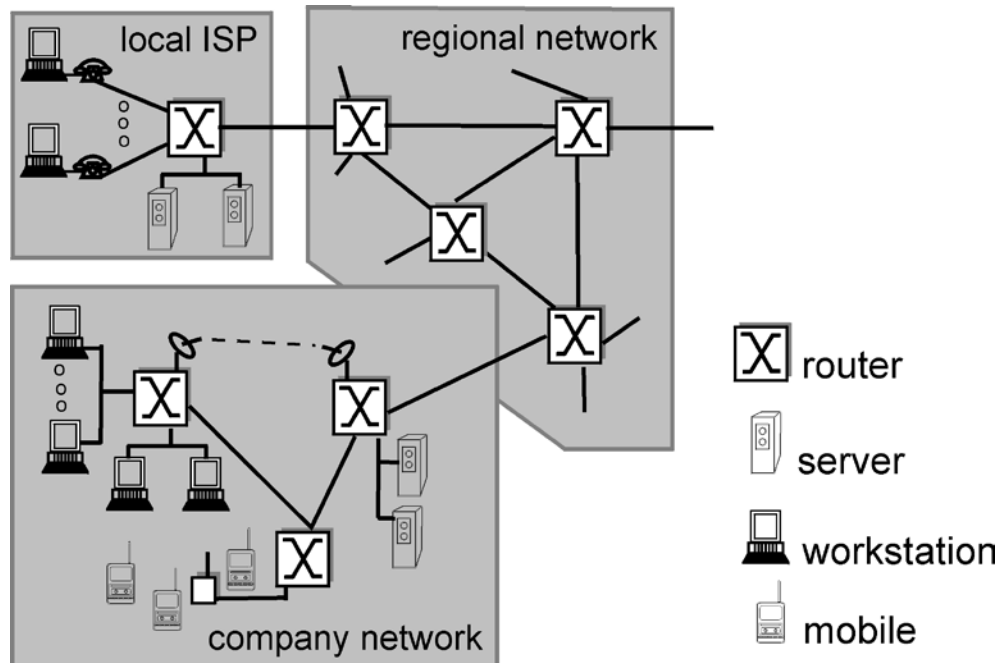 local ISP
regional network
router
server
workstation
mobile
company network